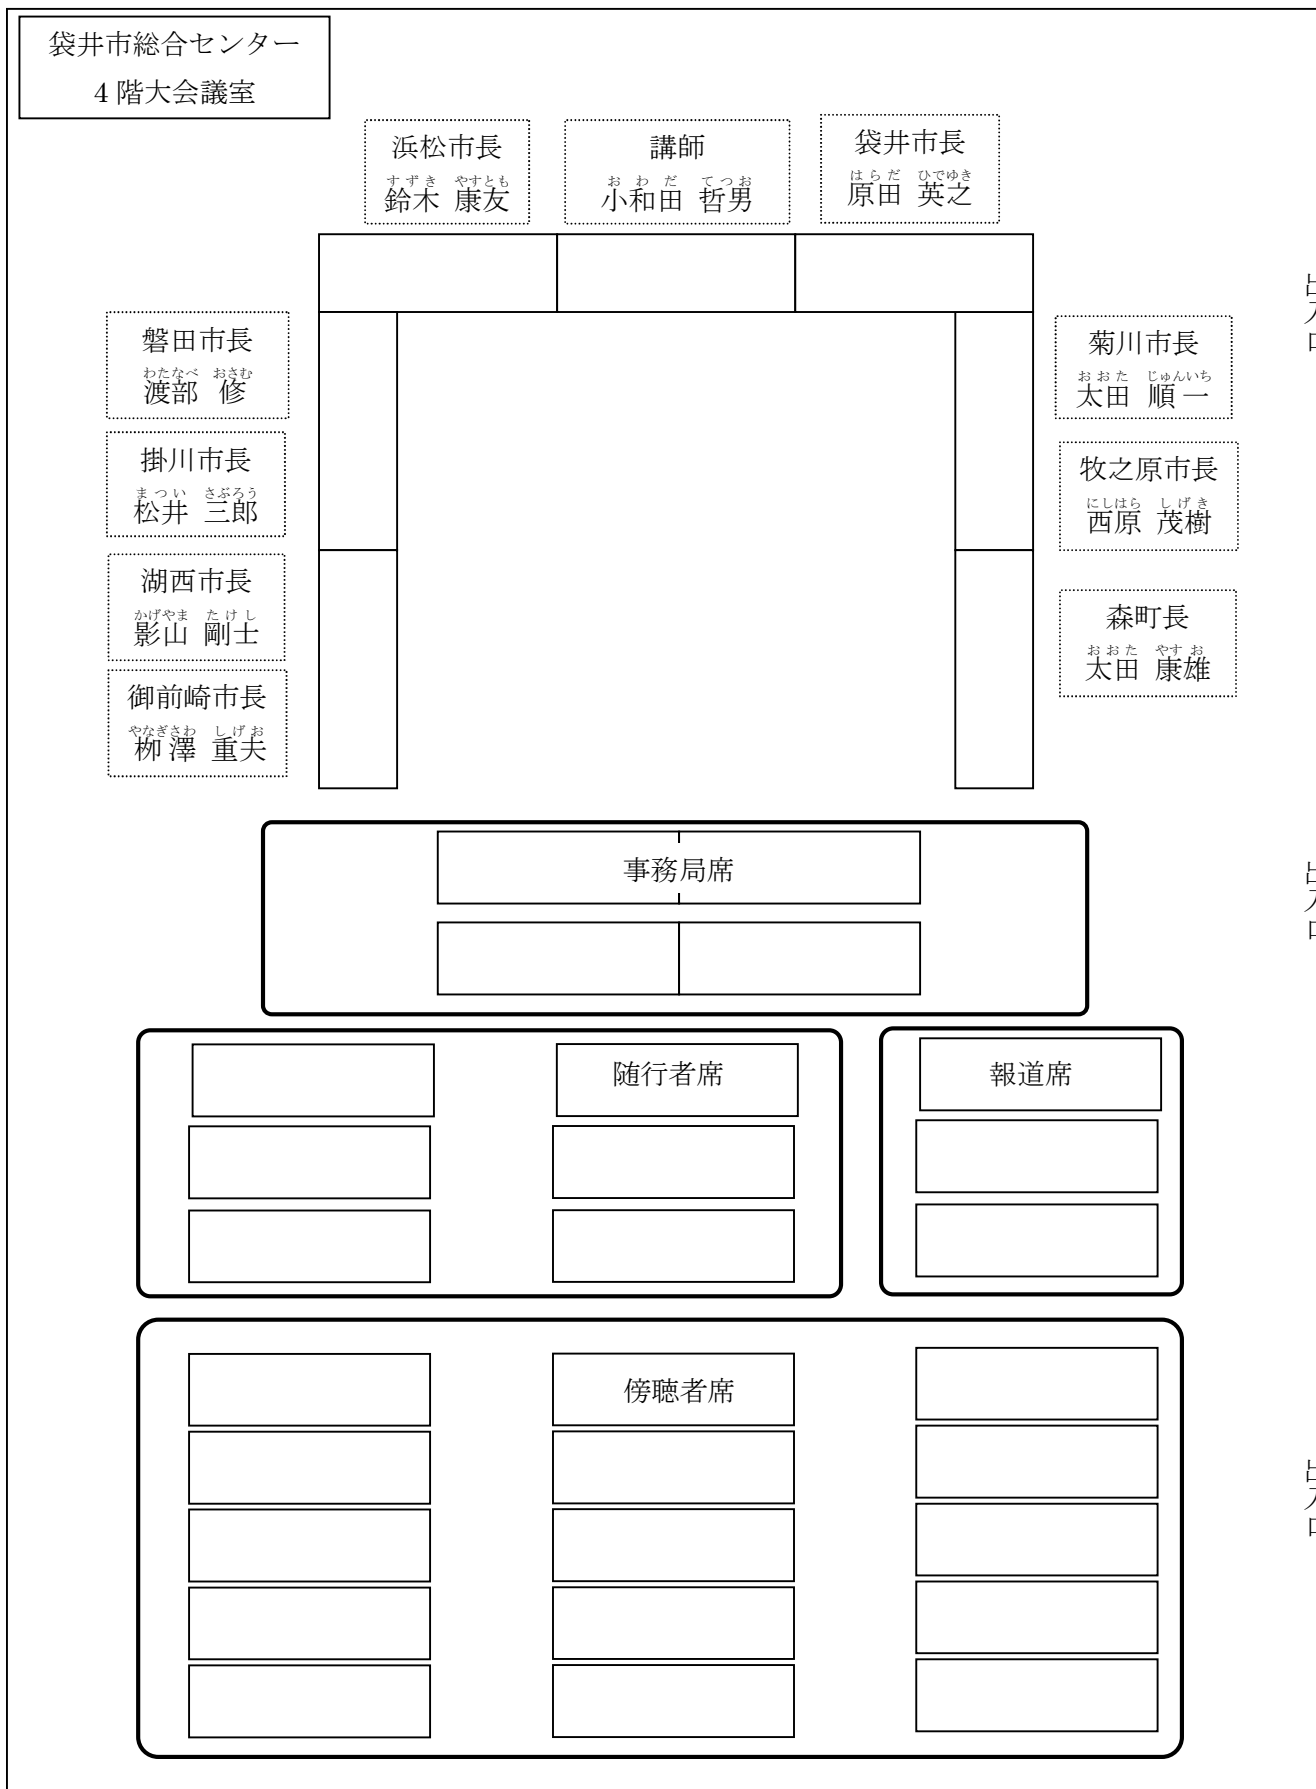 袋井市総合センター
4階大会議室
浜松市長
すずき やすとも
鈴木 康友
講師
おわだ てつお
小和田 哲男
袋井市長
はらだ ひでゆき
原田 英之
磐田市長
わたなべ おさむ
渡部 修
掛川市長
まつい さぶろう
松井 三郎
湖西市長
かげやま たけし
影山 剛士
御前崎市長
やなぎさわ しげお
栁澤 重夫
菊川市長
おおた じゅんいち
太田 順一
牧之原市長
にしはら しげき
西原 茂樹
森町長
おおた やすお
太田 康雄
出入口
事務局席
出入口
随行者席
報道席
傍聴者席
出入口